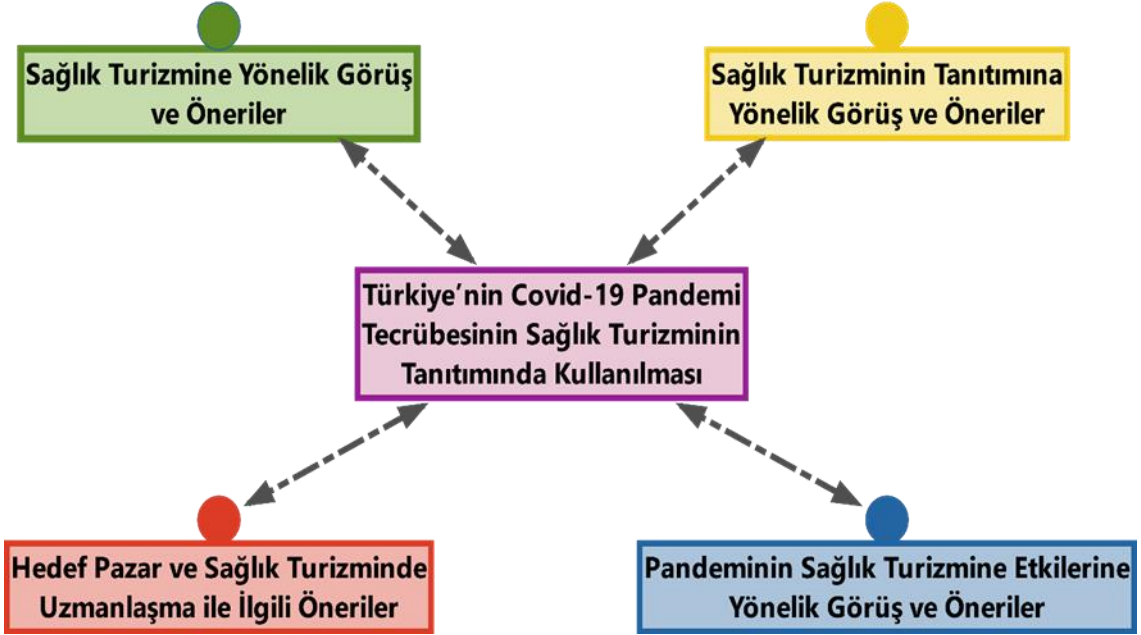 Sağlık Turizmine Yönelik Görüş
ve Öneriler
Sağlık Turizminin Tanıtımına
Yönelik Görüş ve Öneriler
Türkiye’nin Covid-19 Pandemi
Tecrübesinin Sağlık Turizminin
Tanıtımında Kullanılması
Hedef Pazar ve Sağlık Turizminde
Uzmanlaşma ile İlgili Öneriler
Pandeminin Sağlık Turizmine Etkilerine
Yönelik Görüş ve Öneriler